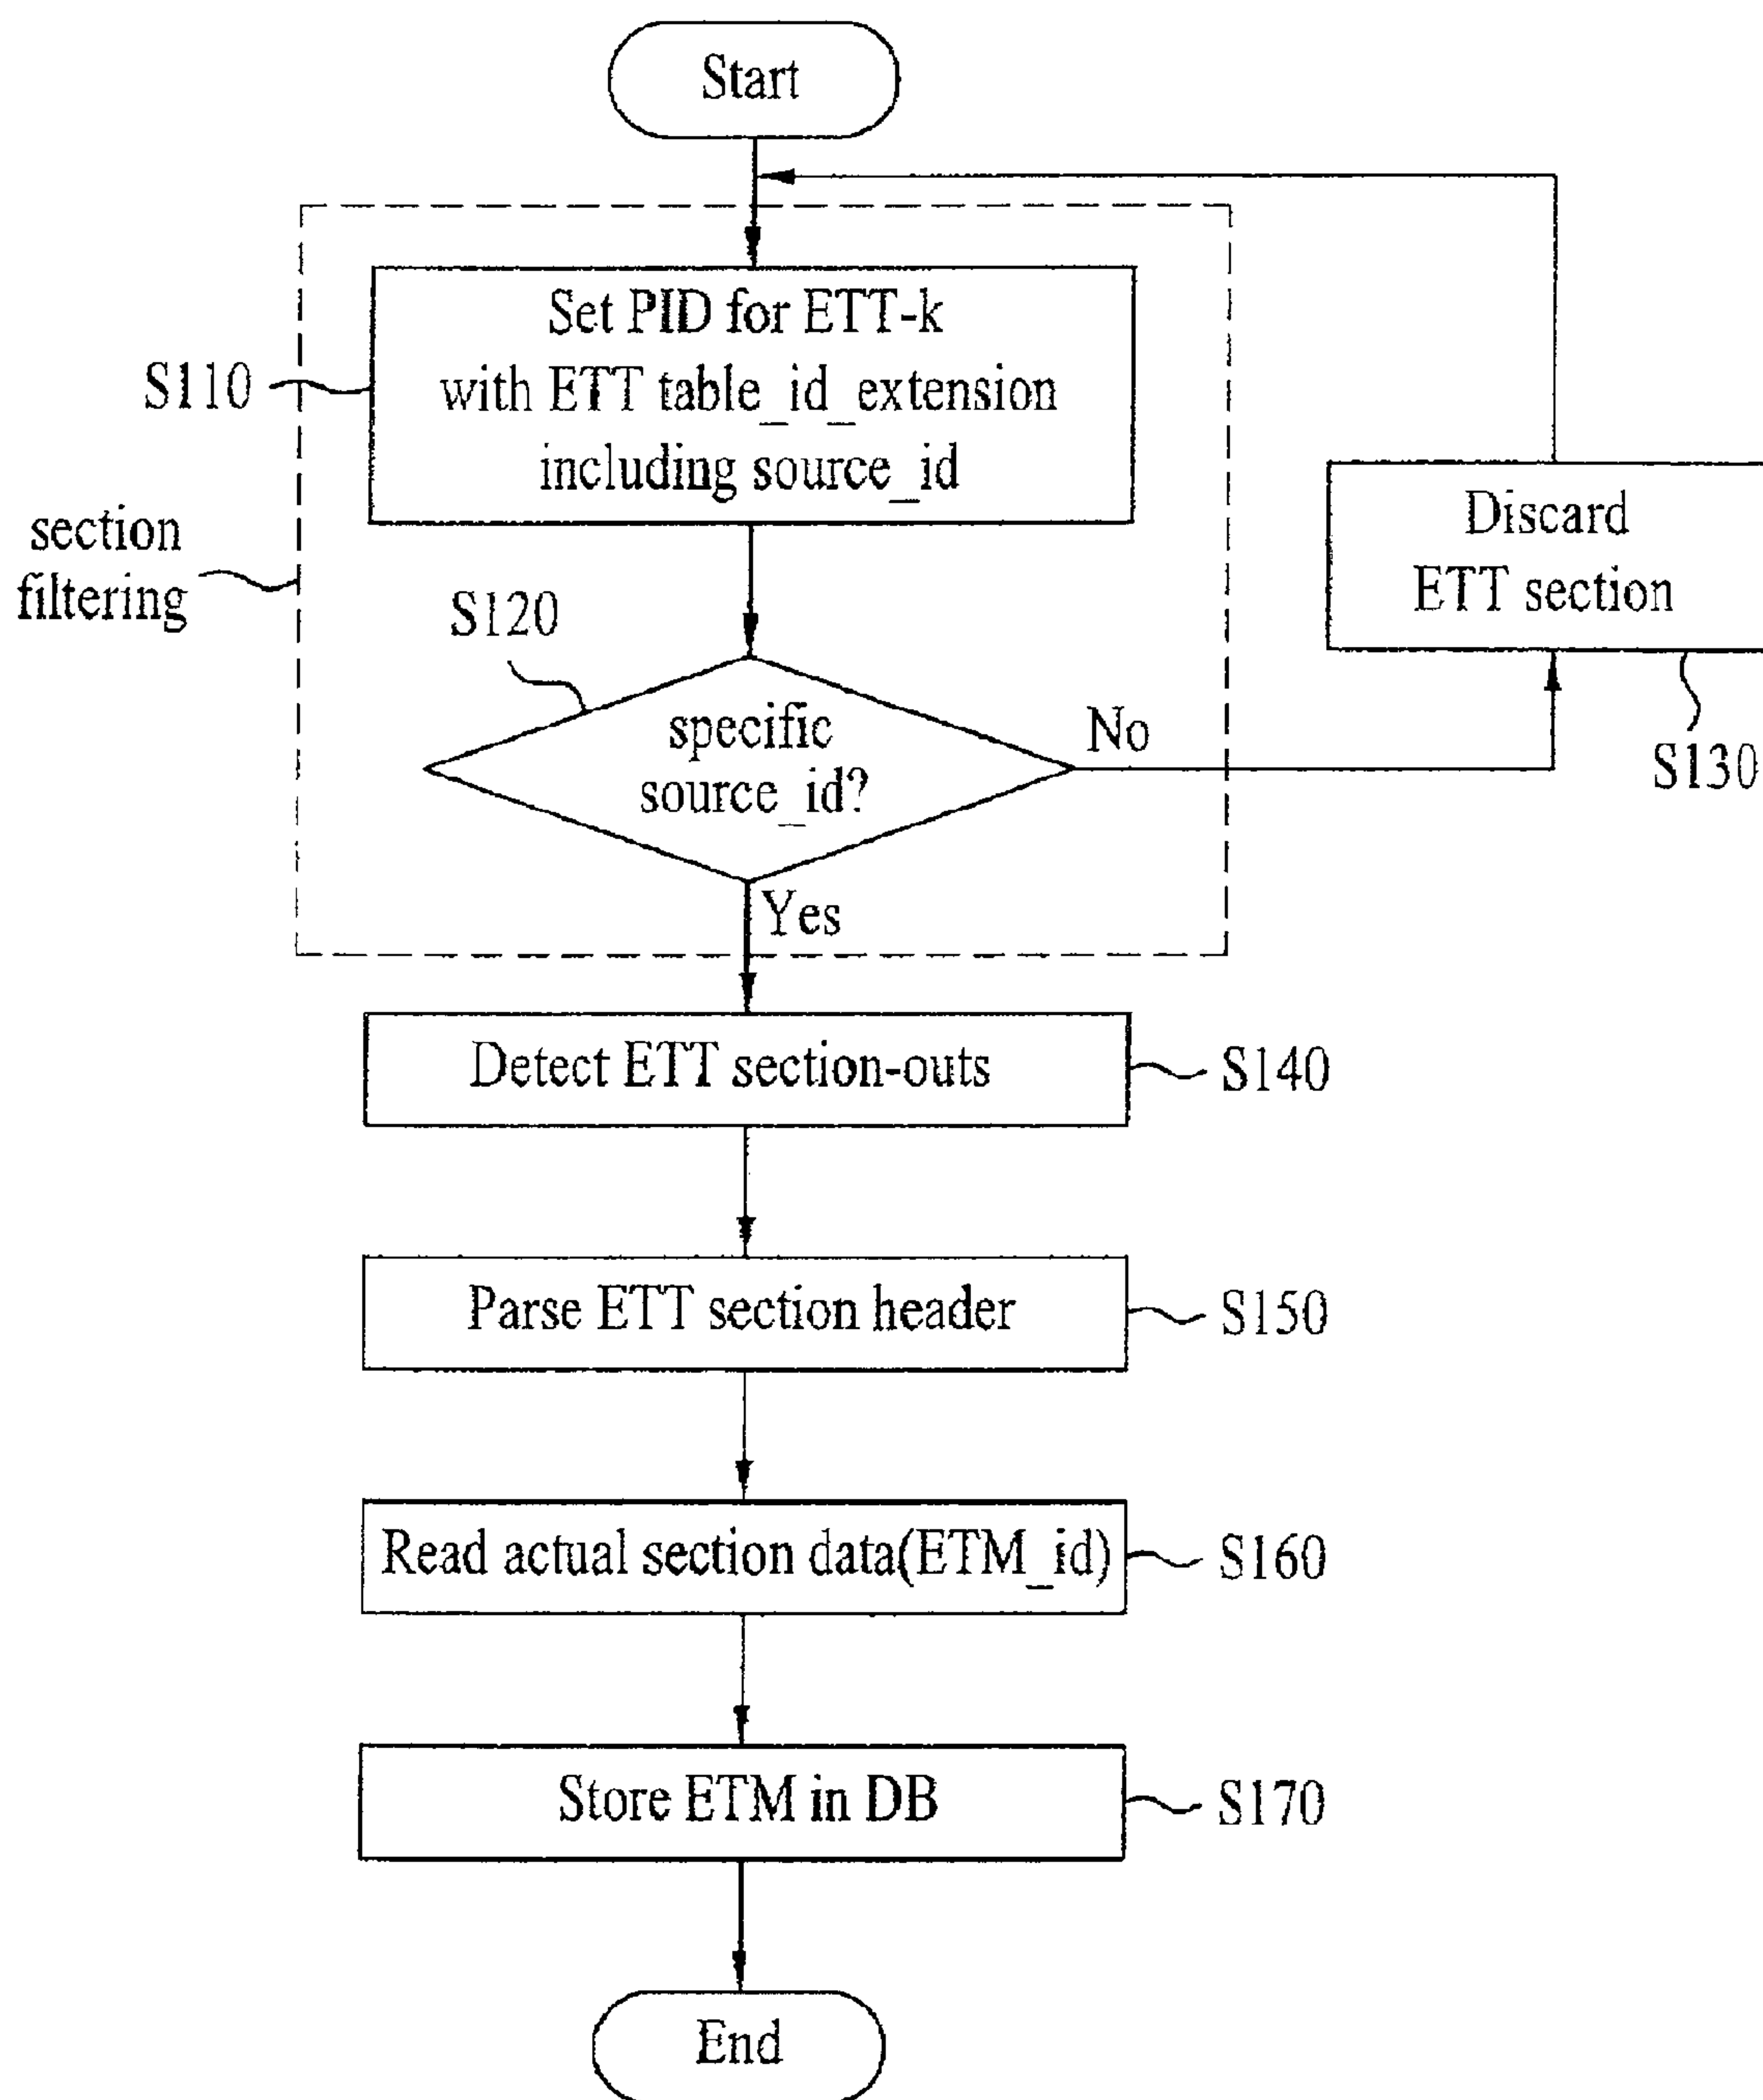 Start
Set PID for ETT-k
with ETT table_id_extension
including source_id
S110
section
filtering
Discard
ETT section
S130
S120
specific
source_id?
No
Yes
Detect ETT section-outs
S140
Parse ETT section header
S150
Read actual section data(ETM_id)
S160
Store ETM in DB
S170
End